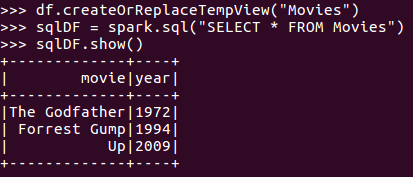 >>> df.createOrReplaceTempView("Movies")
>>> sqlDF = spark.sql("SELECT * FROM Movies")
>>> sqlDF.show()
+-------------+----+
|        movie|year|
+-------------+----+
|The Godfather|1972|
| Forrest Gump|1994|
|           Up|2009|
+-------------+----+